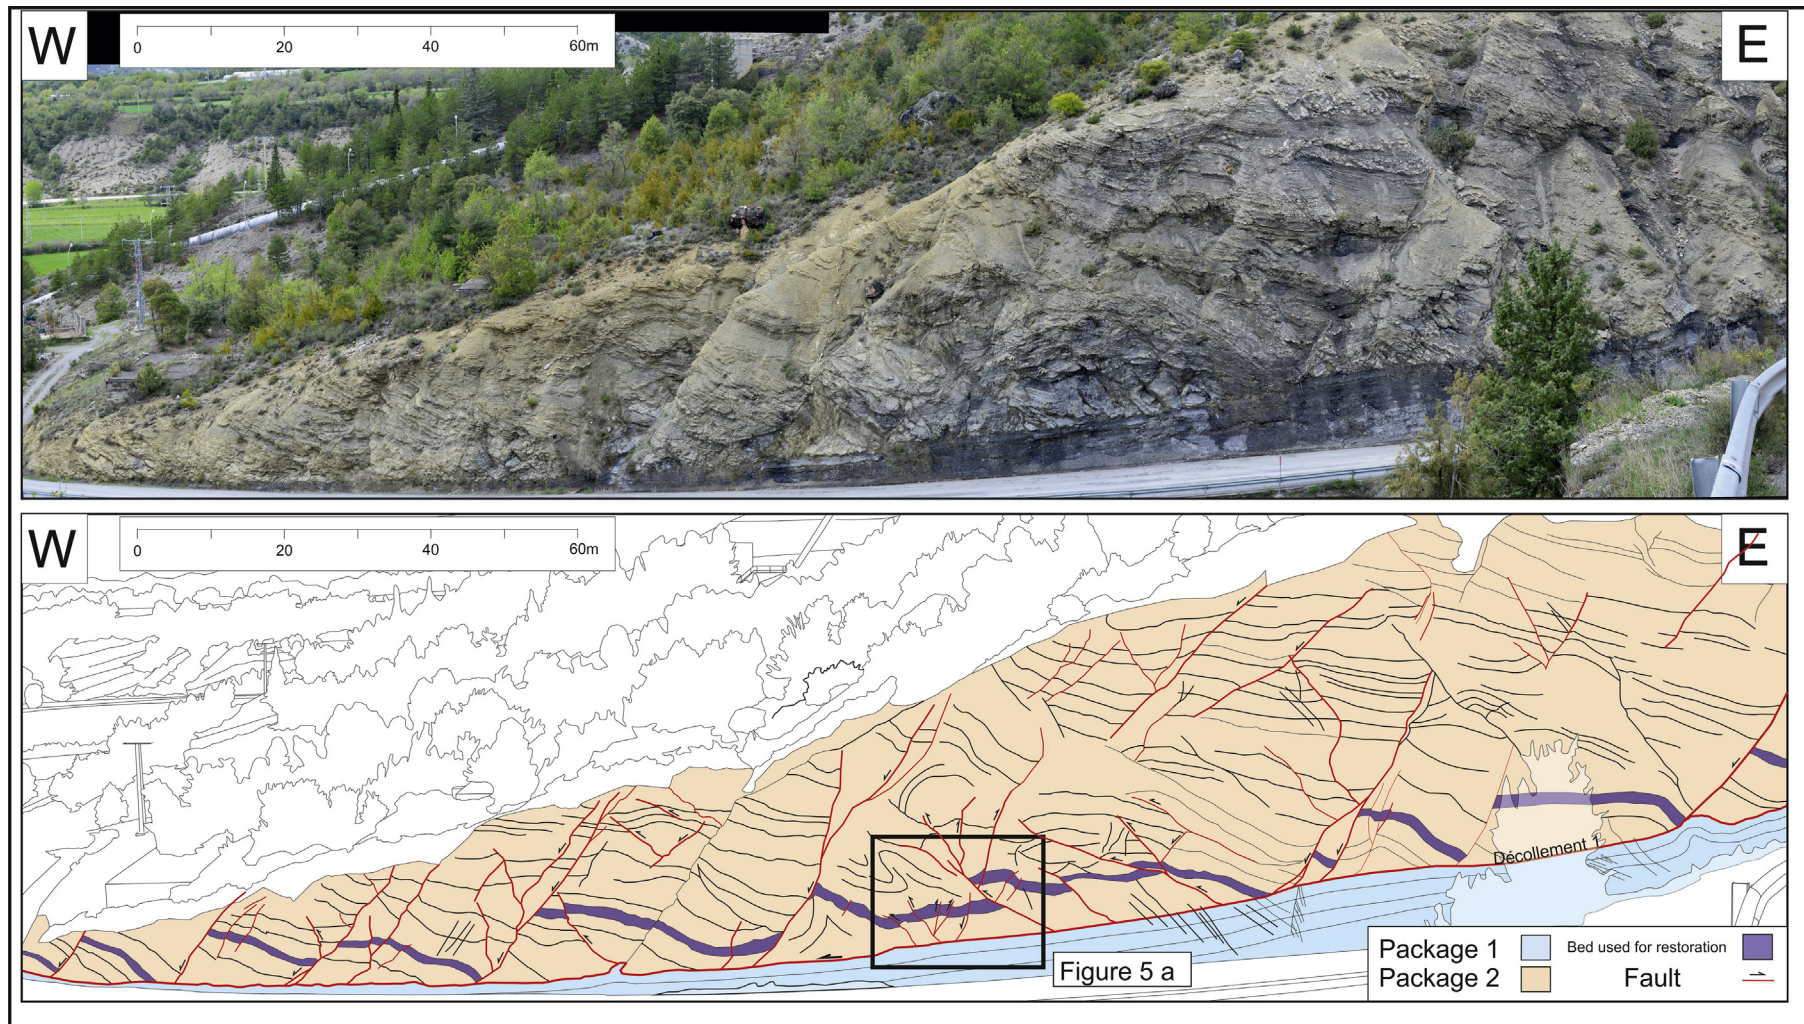 W
0 20 40 60m
E
W
0 20 40 60m
E
Décollement 1
Figure 5 a
Package 1
Bed used for restoration
Package 2
Fault